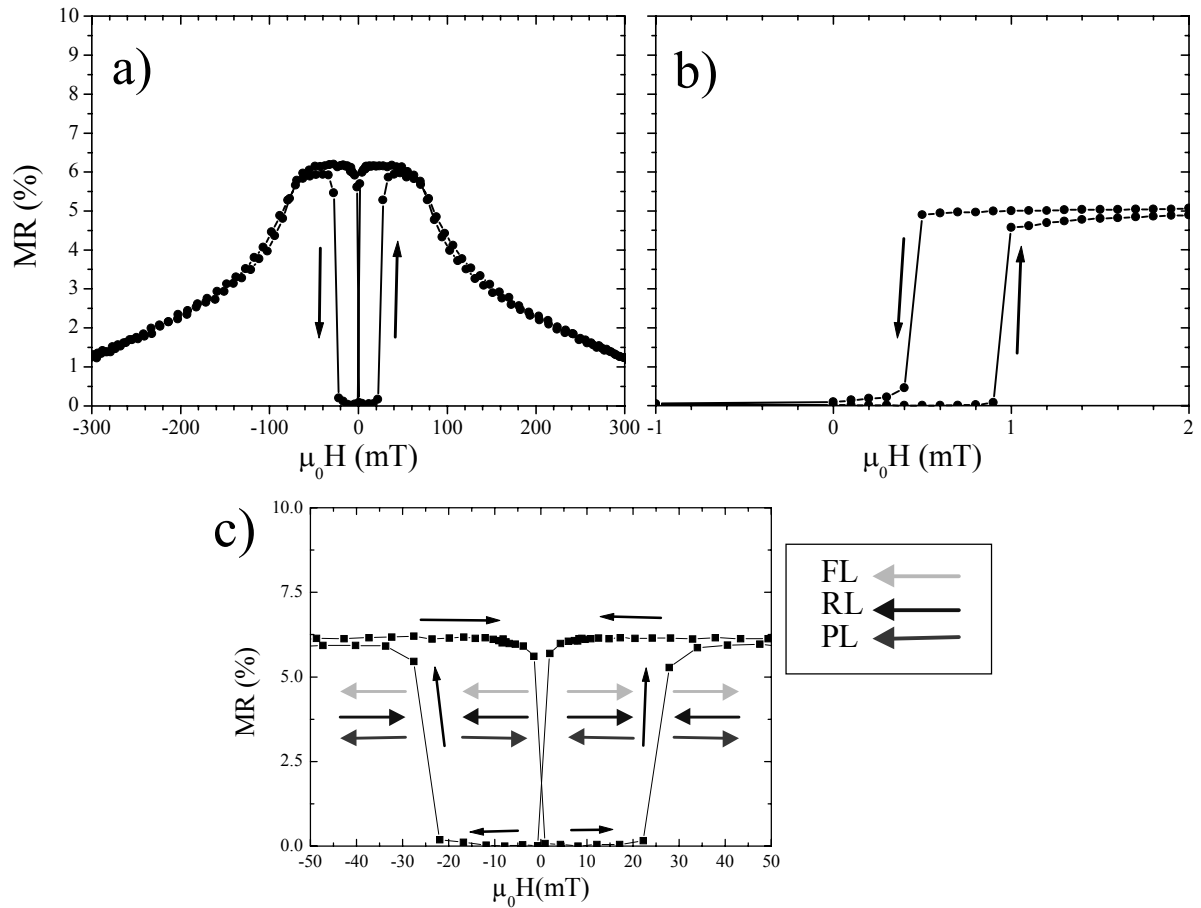 a)
MR (%)
10
9
8
7
6
5
4
3
2
1
0
-300 -200 -100 0 100 200 300
μ₀H (mT)
b)
-1 0 1 2
μ₀H (mT)
c)
MR (%)
10.0
7.5
5.0
2.5
0.0
-50 -40 -30 -20 -10 0 10 20 30 40 50
μ₀H(mT)
FL
RL
PL